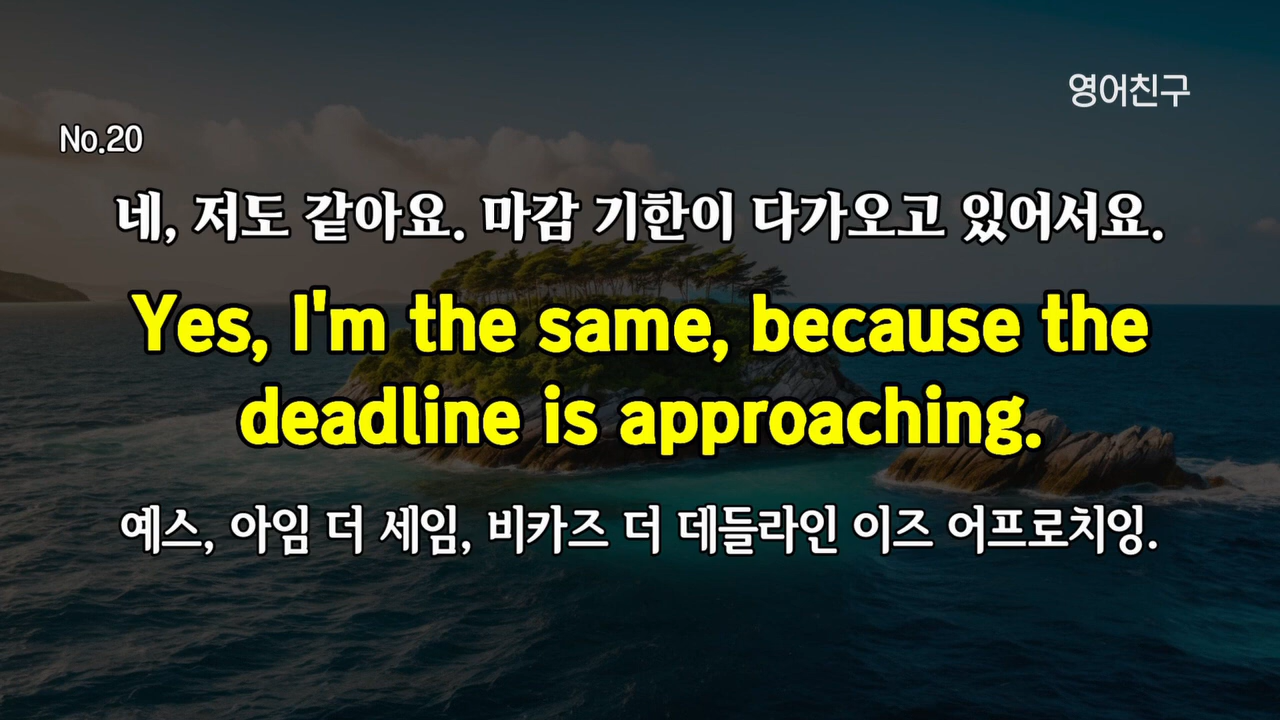 영어친구
No.20
네, 저도 같아요. 마감 기한이 다가오고 있어서요.
Yes, I'm the same, because the
deadline is approaching.
예스, 아임 더 세임, 비카즈 더 데들라인 이즈 어프로치잉.